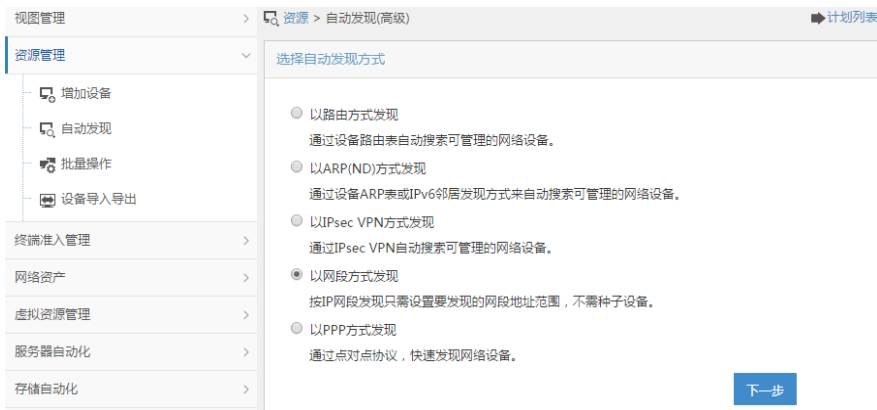 视图管理
资源管理
增加设备
自动发现
批量操作
设备导入导出
终端准入管理
网络资产
虚拟资源管理
服务器自动化
存储自动化
资源 > 自动发现(高级)
计划列表
选择自动发现方式
以路由方式发现
通过设备路由表自动搜索可管理的网络设备。
以ARP(ND)方式发现
通过设备ARP表或IPv6邻居发现方式来自动搜索可管理的网络设备。
以IPsec VPN方式发现
通过IPsec VPN自动搜索可管理的网络设备。
以网段方式发现
按IP网段发现只需设置要发现的网段地址范围，不需种子设备。
以PPP方式发现
通过点对点协议，快速发现网络设备。
下一步